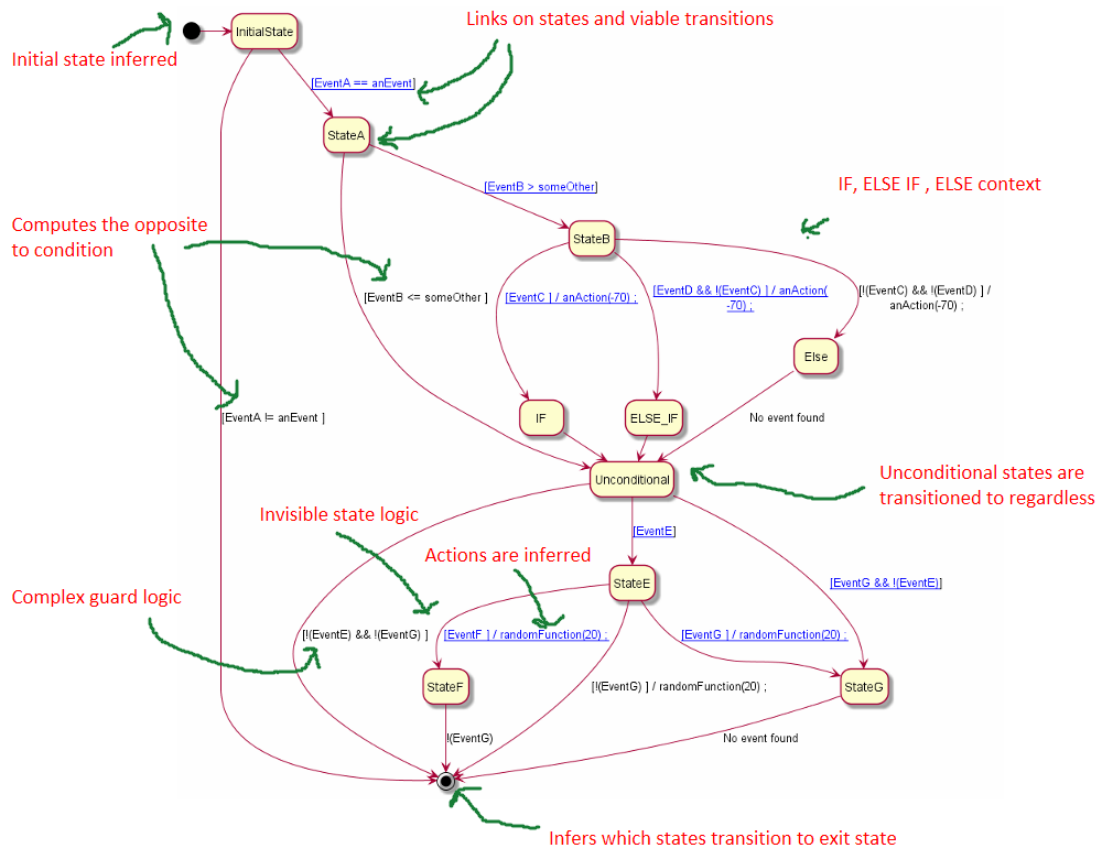 Links on states and viable transitions
InitialState
Initial state inferred
[EventA == anEvent]
StateA
[EventB > someOther]
IF, ELSE IF , ELSE context
Computes the opposite
to condition
StateB
[EventB <= someOther ]
[EventC ] / anAction(-70) ;
[EventD && !(EventC) ] / anAction(
-70) ;
[!(EventC) && !(EventD) ] /
anAction(-70) ;
Else
[EventA != anEvent ]
IF
ELSE_IF
No event found
Unconditional
Unconditional states are
transitioned to regardless
Invisible state logic
[EventE]
Actions are inferred
StateE
[EventG && !(EventE)]
Complex guard logic
[!(EventE) && !(EventG) ]
[EventF ] / randomFunction(20) ;
[EventG ] / randomFunction(20) ;
StateF
[!(EventG) ] / randomFunction(20) ;
StateG
!(EventG)
No event found
Infers which states transition to exit state